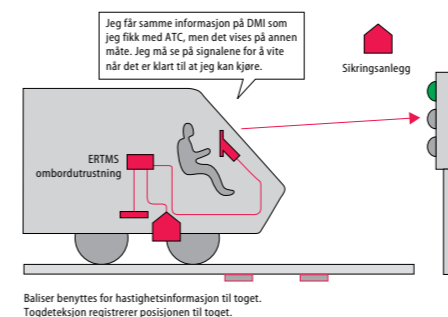 Jeg får samme informasjon på DMI som
jeg fikk med ATC, men det vises på annen
måte. Jeg må se på signalene for å vite
når det er klart til at jeg kan kjøre.
Sikringsanlegg
ERTMS
ombordutrustning
Baliser benyttes for hastighetsinformasjon til toget.
Togdeteksjon registrerer posisjonen til toget.